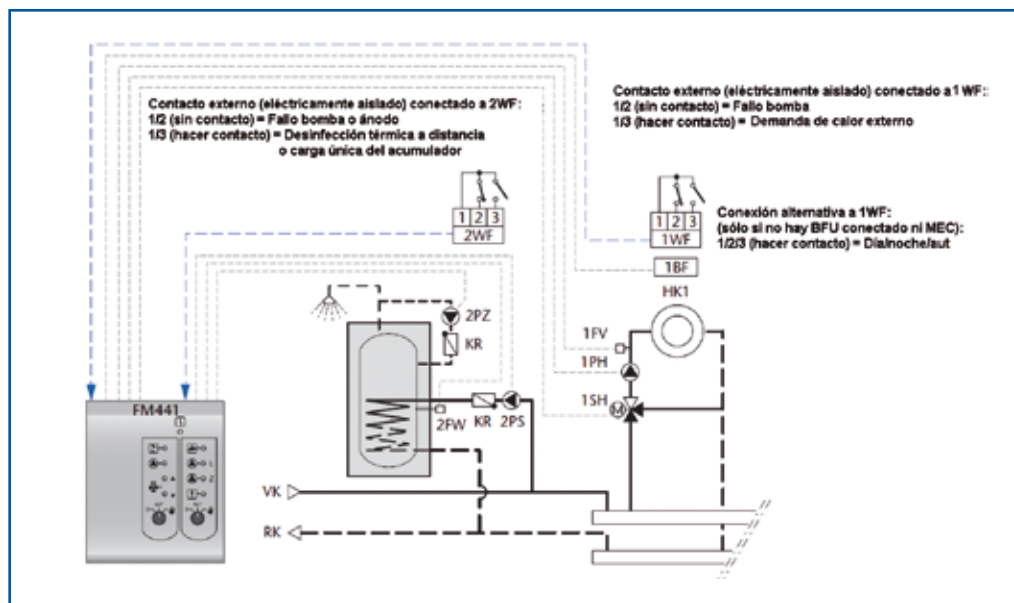 Contacto externo (eléctricamente aislado) conectado a 2WF:
1/2 (sin contacto) = Fallo bomba o ánodo
1/3 (hacer contacto) = Desinfección térmica a distancia
o carga única del acumulador
Contacto externo (eléctricamente aislado) conectado a 1 WF::
1/2 (sin contacto) = Fallo bomba
1/3 (hacer contacto) = Demanda de calor externo
1 2 3
2WF
1 2 3
1WF
Conexión alternativa a 1WF:
(sólo si no hay BFU conectado ni MEC):
1/2/3 (hacer contacto) = Día/noche/aut
1BF
HK1
2PZ
KR
1FV
1PH
1SH
M
2FW
KR
2PS
FM441
1
VK
RK